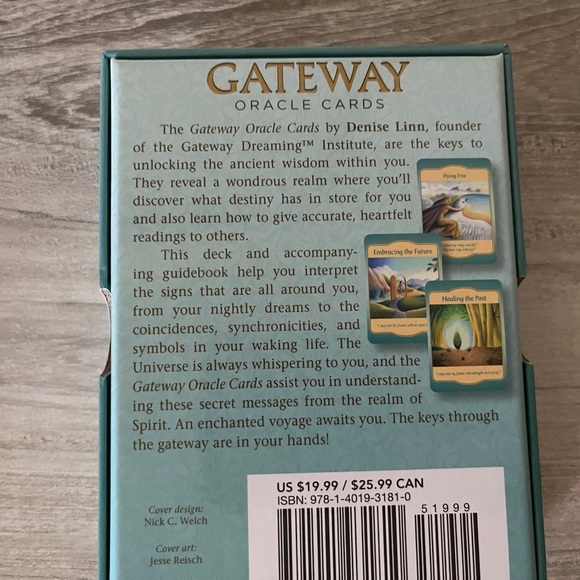 GATEWAY
ORACLE CARDS
The Gateway Oracle Cards by Denise Linn, founder
of the Gateway Dreaming™ Institute, are the keys to
unlocking the ancient wisdom within you.
They reveal a wondrous realm where you'll
discover what destiny has in store for you
and also learn how to give accurate, heartfelt
readings to others.
This deck and accompany-
ing guidebook help you interpret
the signs that are all around you,
from your nightly dreams to the
coincidences, synchronicities, and
symbols in your waking life. The
Universe is always whispering to you, and the
Gateway Oracle Cards assist you in understand-
ing these secret messages from the realm of
Spirit. An enchanted voyage awaits you. The keys through
the gateway are in your hands!
Flying Free
Embracing the Future
Healing the Past
Cover design:
Nick C. Welch
Cover art:
Jesse Reisch
US $19.99 / $25.99 CAN
ISBN: 978-1-4019-3181-0
51999